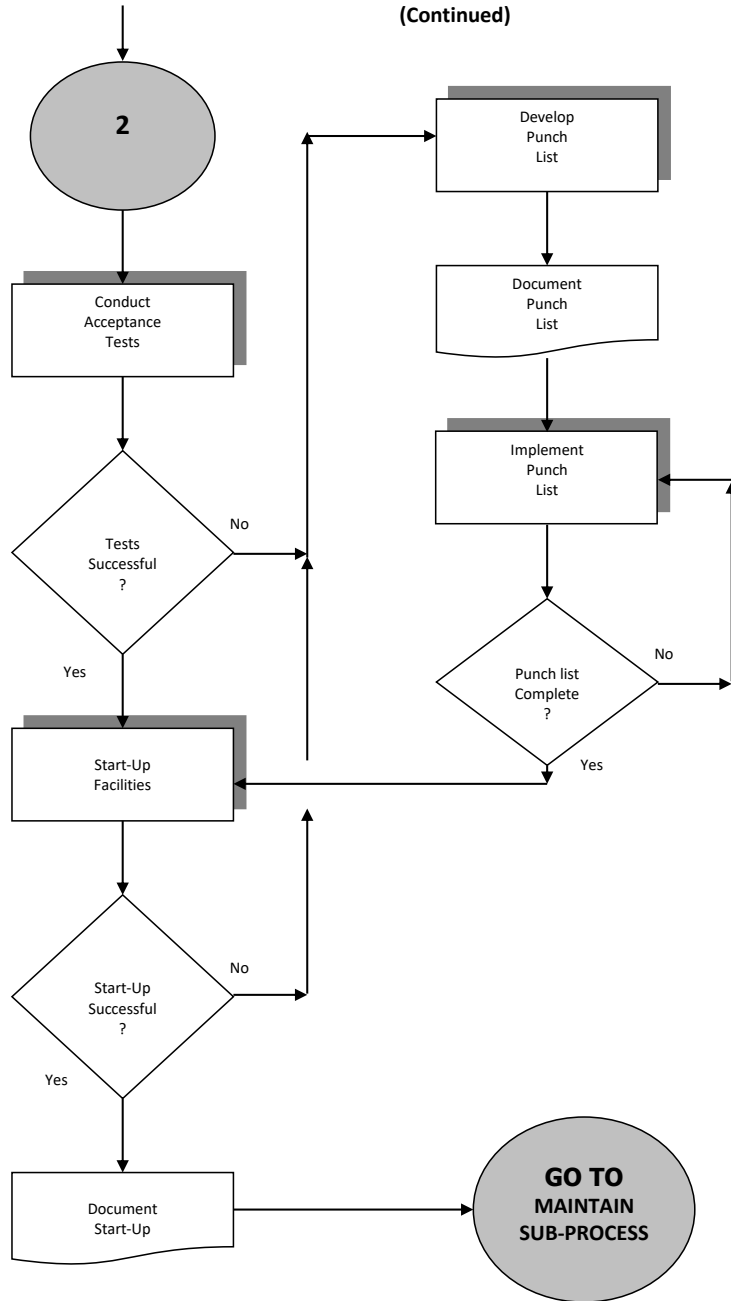 (Continued)
2
Conduct
Acceptance
Tests
Tests
Successful
?
No
Yes
Start-Up
Facilities
Start-Up
Successful
?
No
Yes
Document
Start-Up
Develop
Punch
List
Document
Punch
List
Implement
Punch
List
Punch list
Complete
?
No
Yes
GO TO
MAINTAIN
SUB-PROCESS